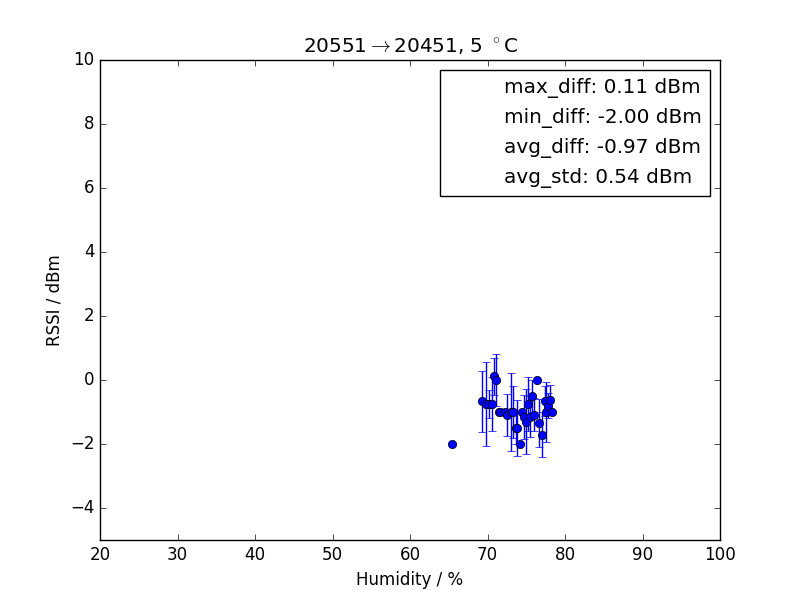 20551→20451, 5 °C
max_diff: 0.11 dBm
min_diff: -2.00 dBm
avg_diff: -0.97 dBm
avg_std: 0.54 dBm
10
8
6
4
2
0
−2
−4
RSSI / dBm
20 30 40 50 60 70 80 90 100
Humidity / %